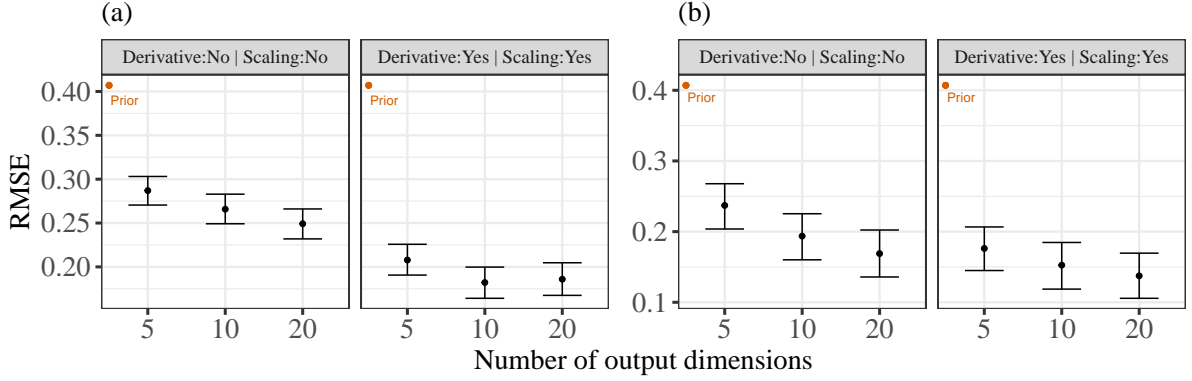 (a)
(b)
Derivative:No | Scaling:No
Derivative:Yes | Scaling:Yes
Derivative:No | Scaling:No
Derivative:Yes | Scaling:Yes
RMSE
0.40
0.35
0.30
0.25
0.20
Prior
Prior
0.4
0.3
0.2
0.1
Prior
Prior
5 10 20
5 10 20
5 10 20
5 10 20
Number of output dimensions